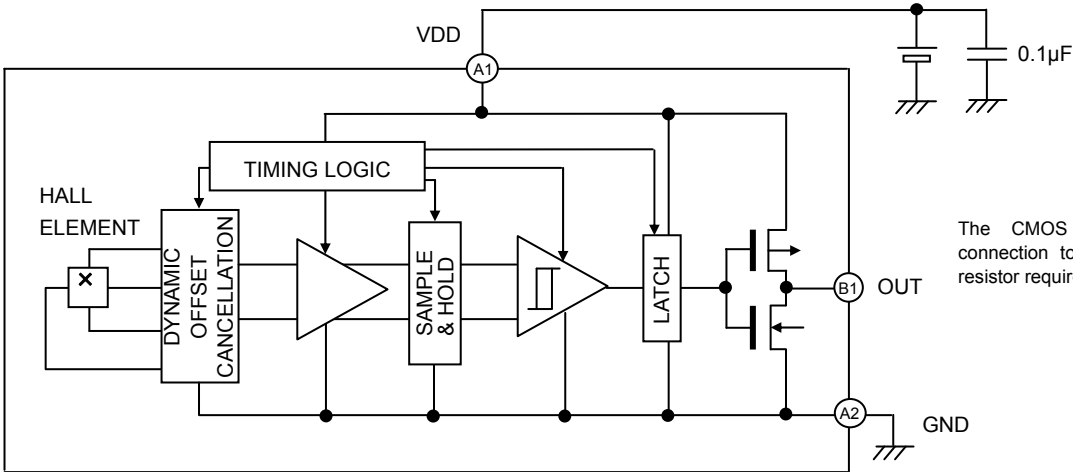 VDD
A1
0.1µF
TIMING LOGIC
HALL
ELEMENT
DYNAMIC
OFFSET
CANCELLATION
×
SAMPLE
& HOLD
LATCH
B1
OUT
The CMOS
connection to
resistor requir
A2
GND